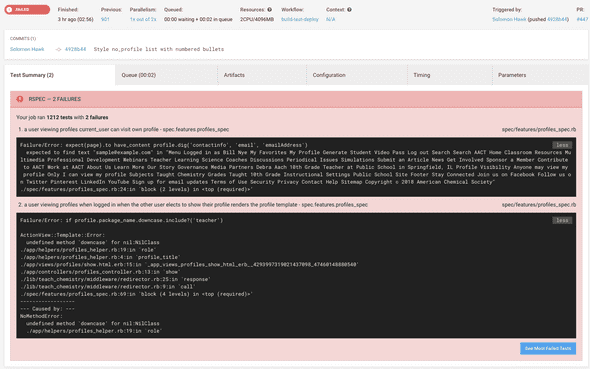 FAILED
Finished: Previous: Parallelism: Queued: Resources: Workflow: Context: Triggered by: PR:
3 hr ago (02:56) 901 1x out of 2x 00:00 waiting + 00:02 in queue 2CPU/4096MB build-test-deploy N/A Solomon Hawk (pushed #447
COMMITS (1)
Solomon Hawk 4928b44 Style no_profile list with numbered bullets
Test Summary (2) Queue (00:02) Artifacts Configuration Timing Parameters
RSPEC — 2 FAILURES
Your job ran 1212 tests with 2 failures
1. a user viewing profiles current_user can visit own profile - spec.features.profiles_spec spec/features/profiles_spec.rb
Failure/Error: expect(page).to have_content profile.dig('contactinfo', 'email', 'emailAddress') less
expected to find text "sample@example.com" in "Menu Logged in as Bill Nye My Favorites My Profile Generate Student Video Pass Log out Search Search AACT Home Classroom Resources Mu
ltimedia Professional Development Webinars Teacher Learning Science Coaches Discussions Periodical Issues Simulations Submit an Article News Get Involved Sponsor a Member Contribute
to AACT Work at AACT About Us Learn More Our Story Governance Media Partners Debra Aach 10th Grade Teacher at Profile IL Profile Visibility Anyone may view my
profile Only I can view my profile Subjects Taught Chemistry Grades Taught 10th Grade Instructional Settings Public School Site Footer Stay Connected Join us on Facebook Follow us o
n Twitter Pinterest LinkedIn YouTube Sign up for email updates Terms of Use Security Privacy Contact Help Sitemap Copyright © 2018 American Chemical Society"
./spec/features/profiles_spec.rb:24:in `block (2 levels) in <top (required)>'
2. a user viewing profiles when logged in when the other user elects to show their profile renders the profile template - spec.features.profiles_spec spec/features/profiles_spec.rb
Failure/Error: if profile.package_name.downcase.include?('teacher') less
ActionView::Template::Error:
undefined method `downcase' for nil:NilClass
./app/helpers/profiles_helper.rb:19:in `role'
./app/helpers/profiles_helper.rb:4:in `profile_title'
./app/controllers/profiles_controller.rb:13:in `show'
./lib/teach_chemistry/middleware/redirector.rb:25:in `response'
./lib/teach_chemistry/middleware/redirector.rb:9:in `call'
./spec/features/profiles_spec.rb:69:in `block (4 levels) in <top (required)>'
------------------
--- Caused by: ---
NoMethodError:
undefined method `downcase' for nil:NilClass
./app/helpers/profiles_helper.rb:19:in `role'
See More Failed Tests